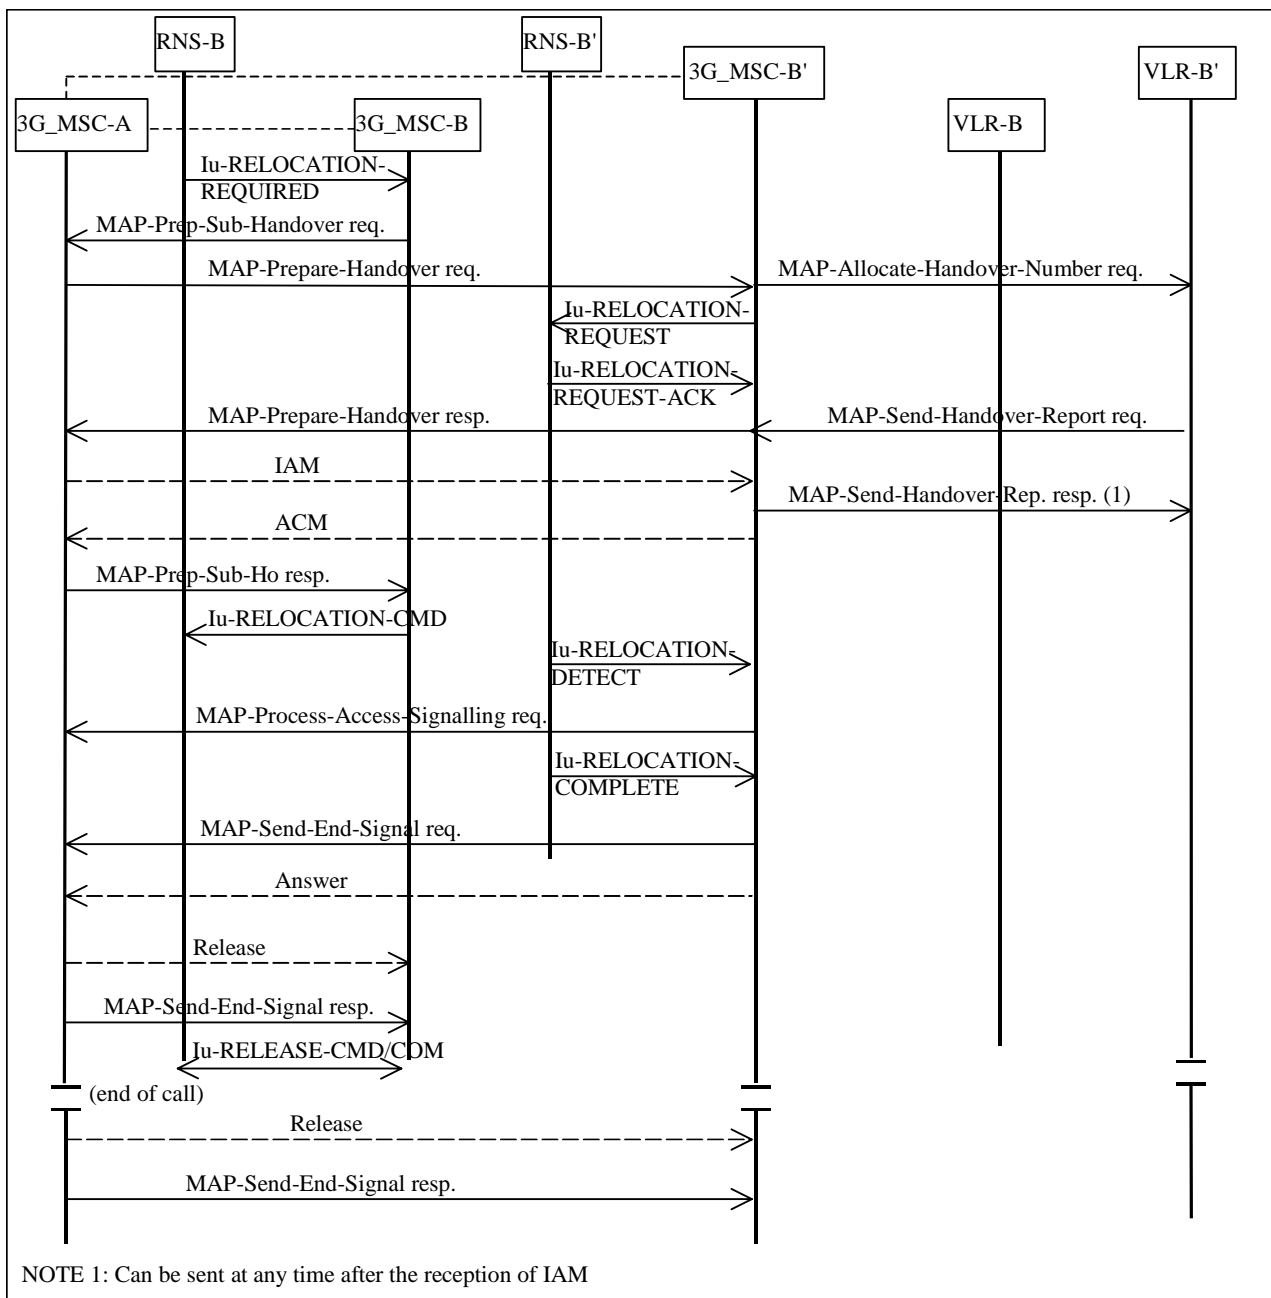 RNS-B
RNS-B'
3G_MSC-B'
VLR-B'
3G_MSC-A
3G_MSC-B
VLR-B
Iu-RELOCATION-
REQUIRED
MAP-Prep-Sub-Handover req.
MAP-Prepare-Handover req.
MAP-Allocate-Handover-Number req.
Iu-RELOCATION-
REQUEST
Iu-RELOCATION-
REQUEST-ACK
MAP-Prepare-Handover resp.
MAP-Send-Handover-Report req.
IAM
MAP-Send-Handover-Rep. resp. (1)
ACM
MAP-Prep-Sub-Ho resp.
Iu-RELOCATION-CMD
Iu-RELOCATION-
DETECT
MAP-Process-Access-Signalling req.
Iu-RELOCATION-
COMPLETE
MAP-Send-End-Signal req.
Answer
Release
MAP-Send-End-Signal resp.
Iu-RELEASE-CMD/COM
(end of call)
Release
MAP-Send-End-Signal resp.
NOTE 1: Can be sent at any time after the reception of IAM